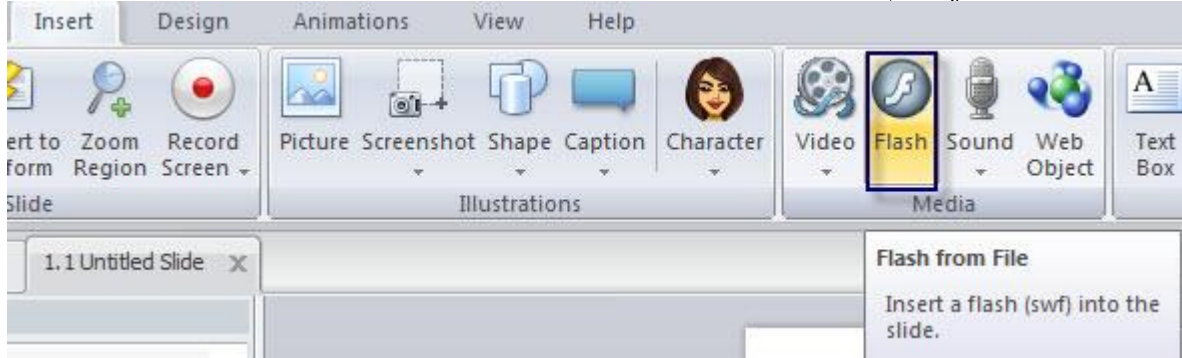 Insert Design Animations View Help
ert to Zoom Record Picture Screenshot Shape Caption Character Video Flash Sound Web Text
form Region Screen Object Box
Slide Illustrations Media
1.1 Untitled Slide
Flash from File
Insert a flash (swf) into the
slide.